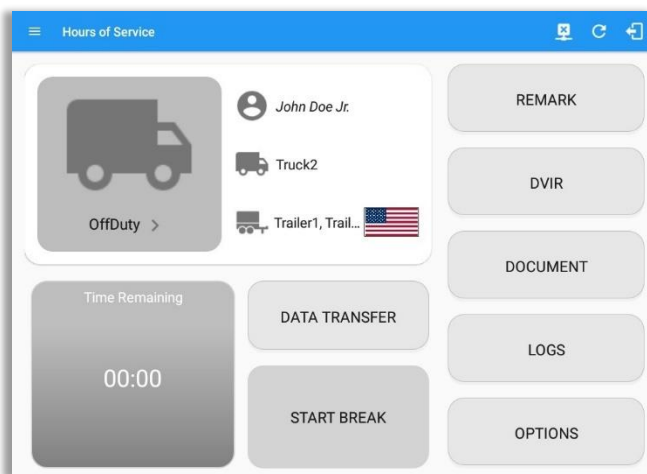 Hours of Service
John Doe Jr.
Truck2
Trailer1, Trail...
OffDuty >
Time Remaining
00:00
DATA TRANSFER
START BREAK
REMARK
DVIR
DOCUMENT
LOGS
OPTIONS